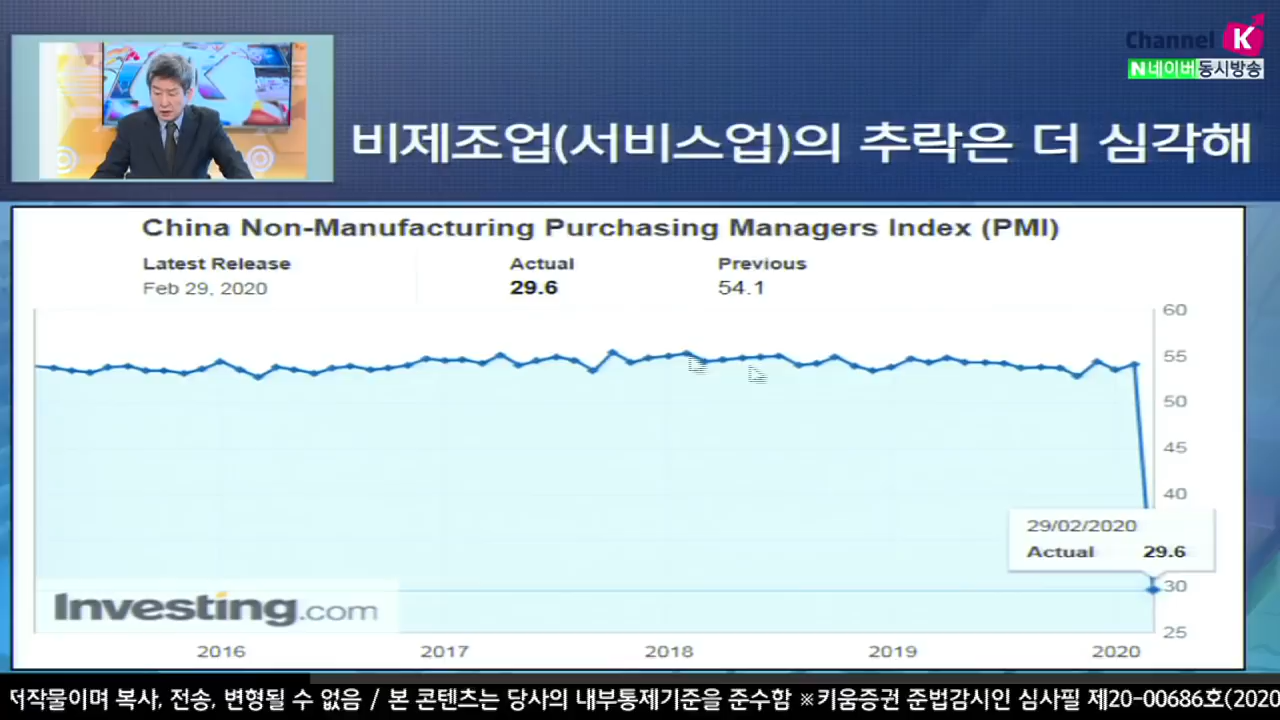 Channel K
N네이버 동시방송
비제조업(서비스업)의 추락은 더 심각해
China Non-Manufacturing Purchasing Managers Index (PMI)
Latest Release Actual Previous
Feb 29, 2020 29.6 54.1
60
55
50
45
40
29/02/2020
Actual 29.6
30
Investing.com
25
2016 2017 2018 2019 2020
저작물이며 복사, 전송, 변형될 수 없음 / 본 콘텐츠는 당사의 내부통제기준을 준수함 ※키움증권 준법감시인 심사필 제20-00686호(2020